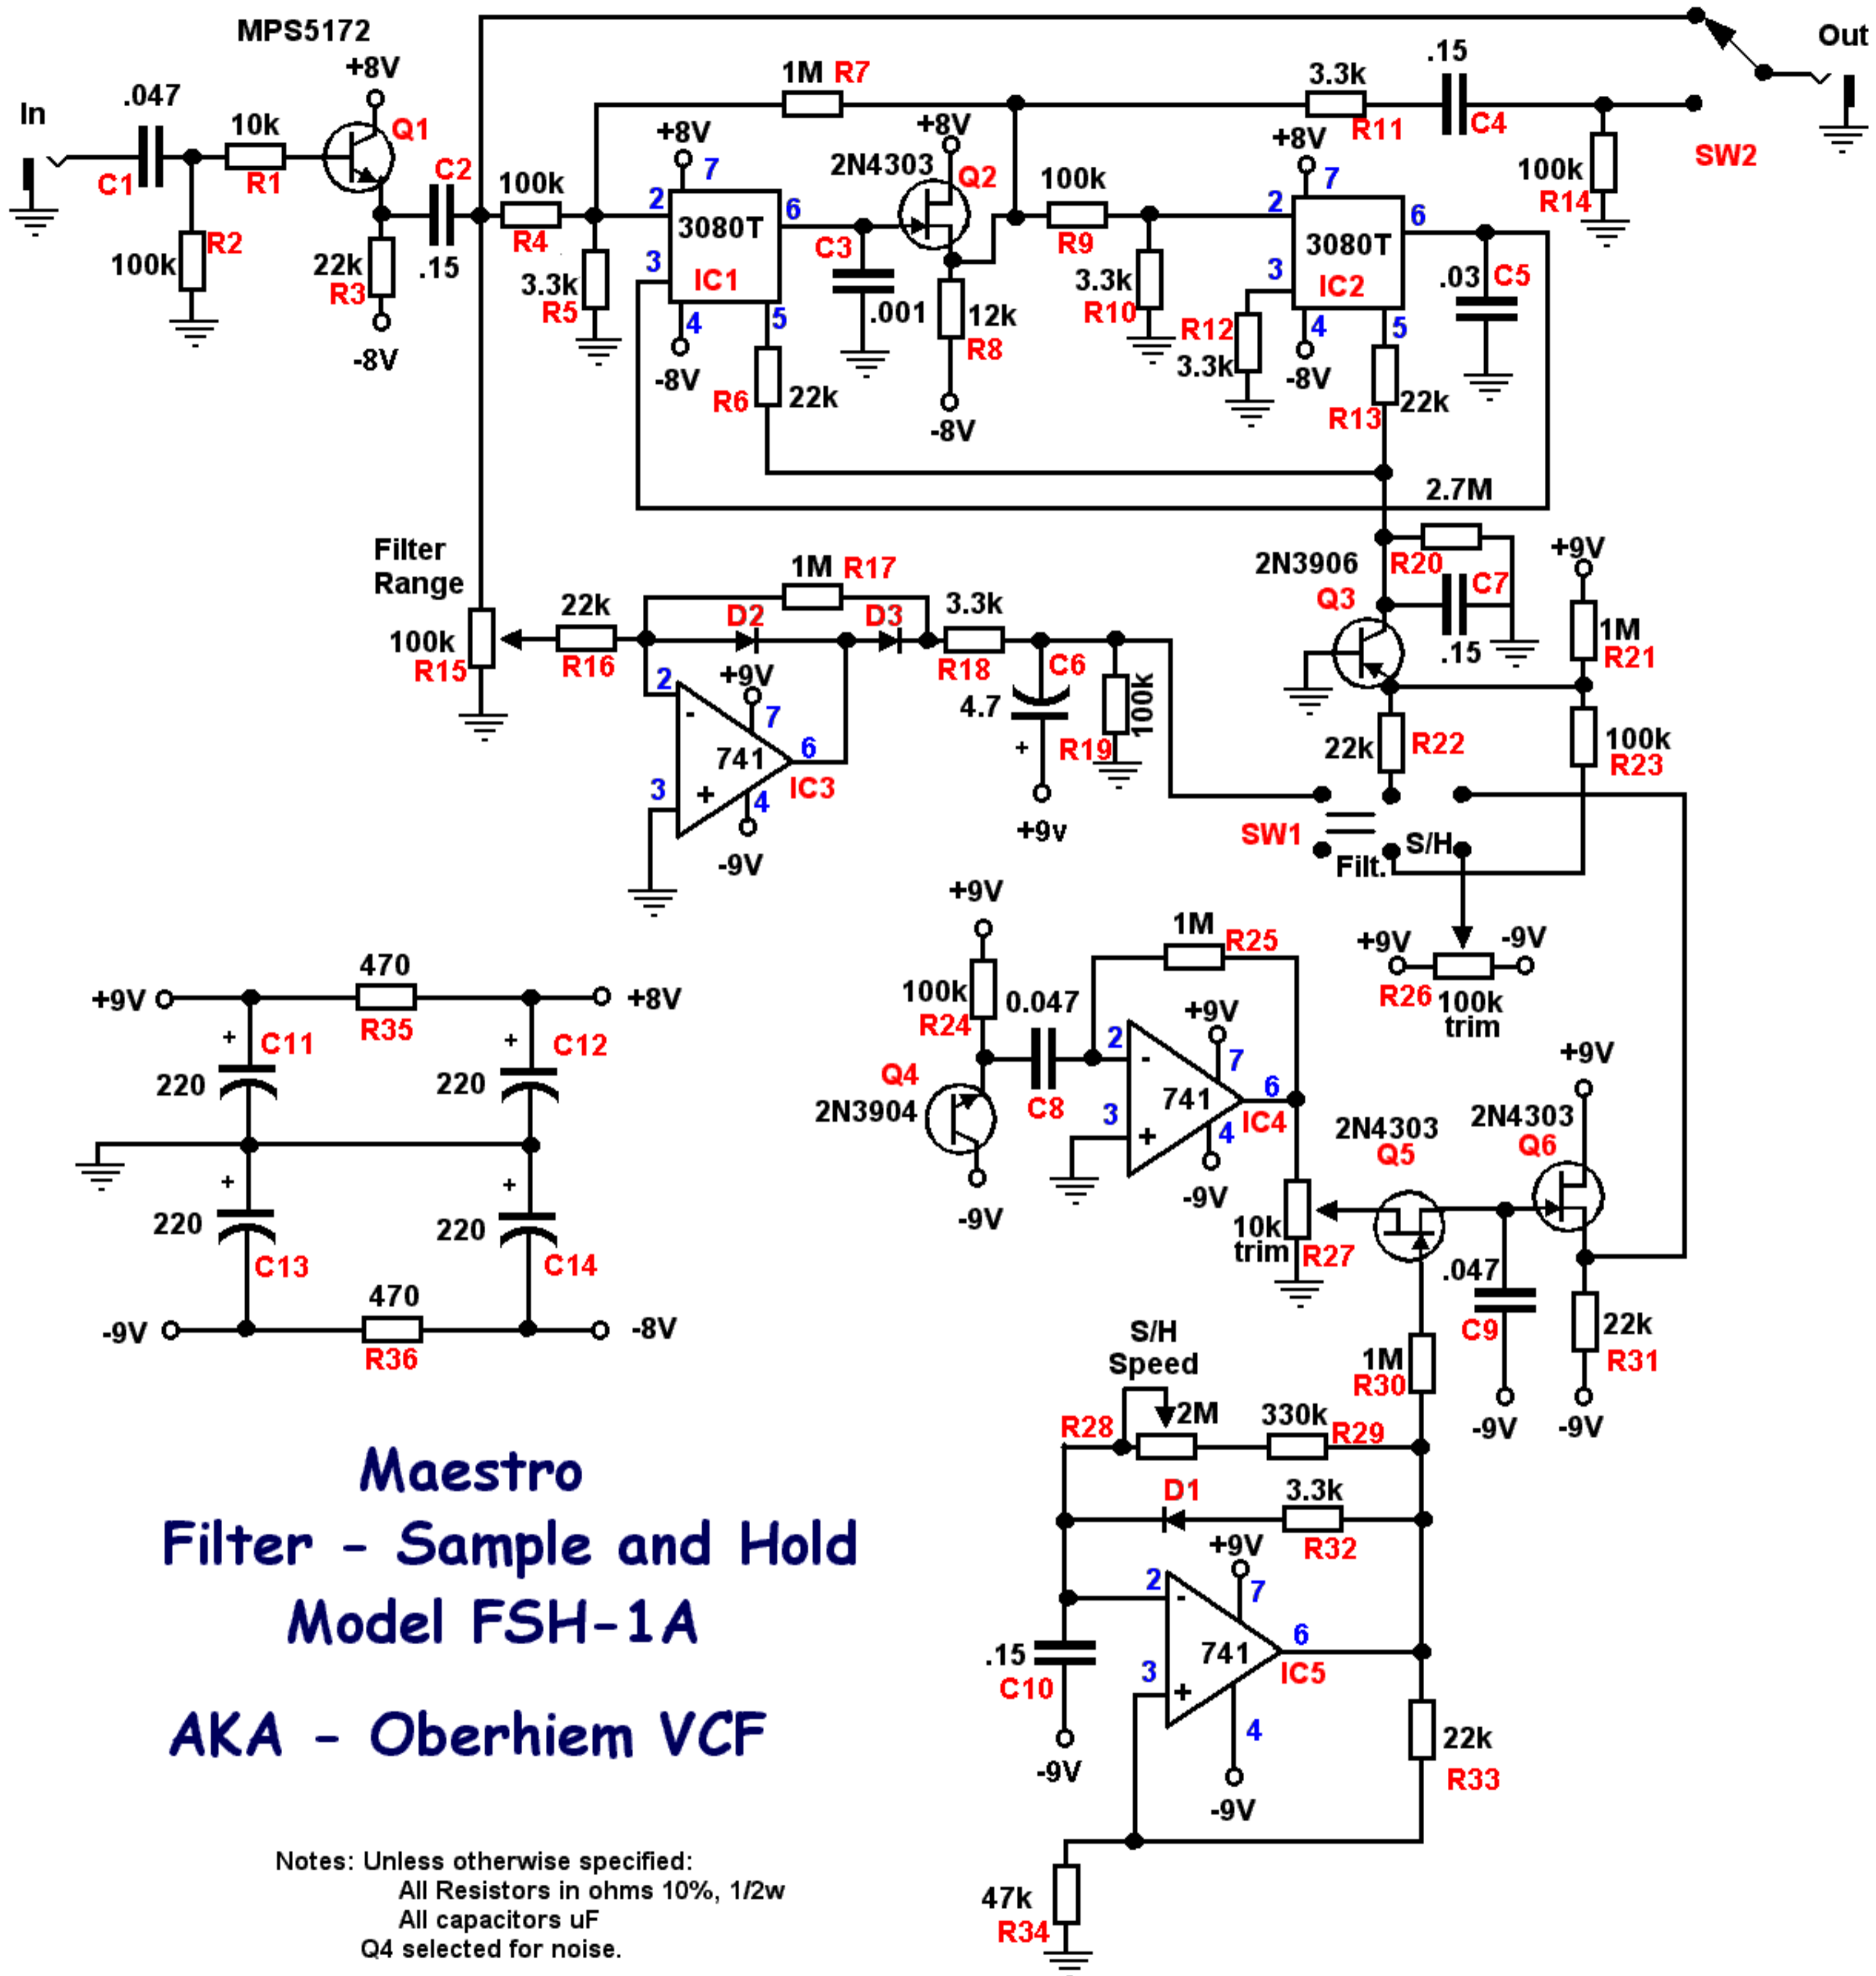 MPS5172
+8V
In
.047
10k
Q1
C1
R1
R2
100k
C2
22k
R3
.15
-8V
1M R7
3.3k
.15
Out
R11
C4
SW2
100k
R14
100k
R4
3.3k
R5
+8V
7
2
3080T
6
3
IC1
4
5
-8V
R6
22k
C3
.001
2N4303
+8V
Q2
12k
R8
-8V
100k
R9
3.3k
R10
R12
3.3k
+8V
7
2
3080T
6
3
IC2
4
5
-8V
.03
C5
R13
22k
2.7M
Filter
Range
100k
R15
22k
R16
1M R17
D2
D3
3.3k
R18
C6
4.7
+
+9v
R19
100k
2
-
+9V
7
741
6
3
+
4
IC3
-9V
2N3906
Q3
R20
C7
.15
+9V
1M
R21
22k
R22
100k
R23
SW1
Filt.
S/H
+9V
-9V
R26
100k
trim
+9V
470
+8V
R35
+
C11
220
+
C12
220
+
220
C13
+
220
C14
-9V
470
-8V
R36
+9V
100k
R24
0.047
Q4
2N3904
C8
-9V
1M
R25
2
-
+9V
7
741
6
3
+
4
IC4
-9V
10k
trim
R27
2N4303
Q5
2N4303
Q6
+9V
.047
C9
-9V
22k
R31
-9V
1M
R30
S/H
Speed
R28
2M
330k
R29
D1
3.3k
R32
+9V
2
-
7
741
6
3
+
4
IC5
-9V
.15
C10
-9V
22k
R33
47k
R34
Maestro
Filter - Sample and Hold
Model FSH-1A
AKA - Oberhiem VCF
Notes: Unless otherwise specified:
All Resistors in ohms 10%, 1/2w
All capacitors uF
Q4 selected for noise.